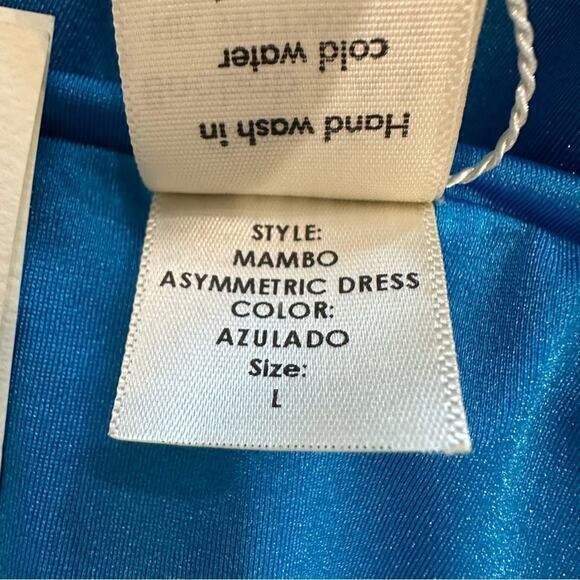 Hand wash in
cold water
STYLE:
MAMBO
ASYMMETRIC DRESS
COLOR:
AZULADO
Size:
L